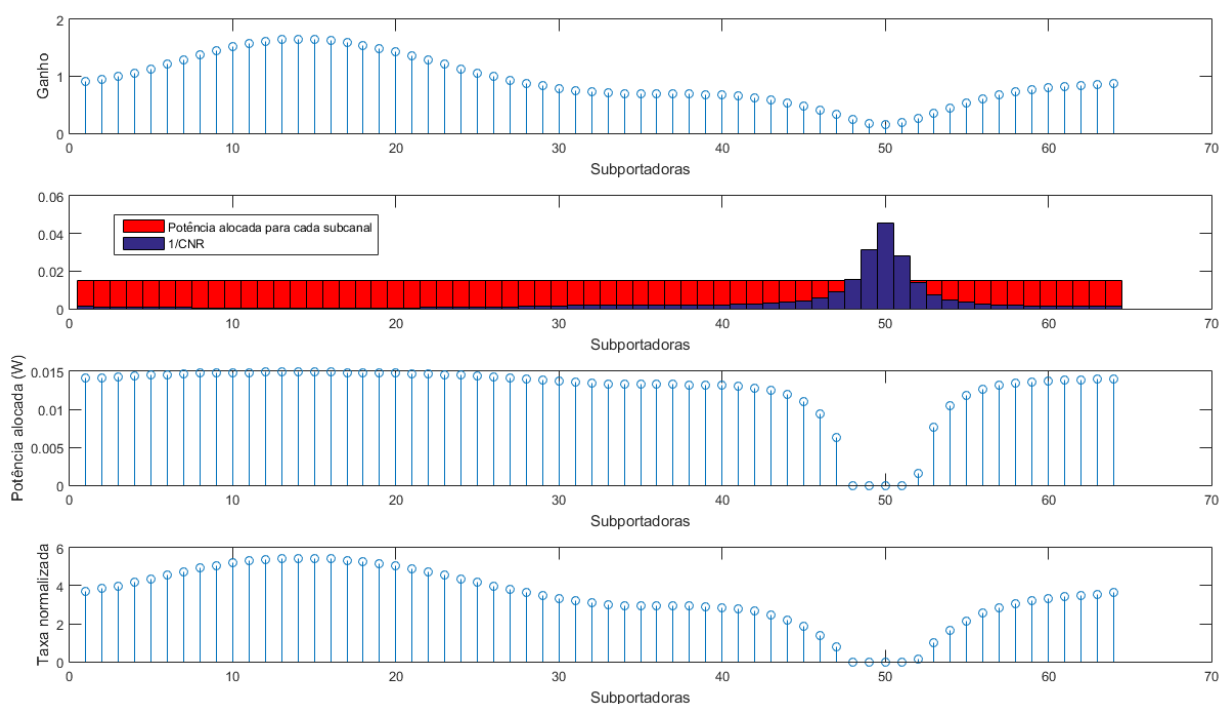 2
1
0
Ganho
0 10 20 30 40 50 60 70
Subportadoras
0.06
0.04
0.02
0
Potência alocada para cada subcanal
1/CNR
0 10 20 30 40 50 60 70
Subportadoras
0.015
0.01
0.005
0
Potência alocada (W)
0 10 20 30 40 50 60 70
Subportadoras
6
4
2
0
Taxa normalizada
0 10 20 30 40 50 60 70
Subportadoras